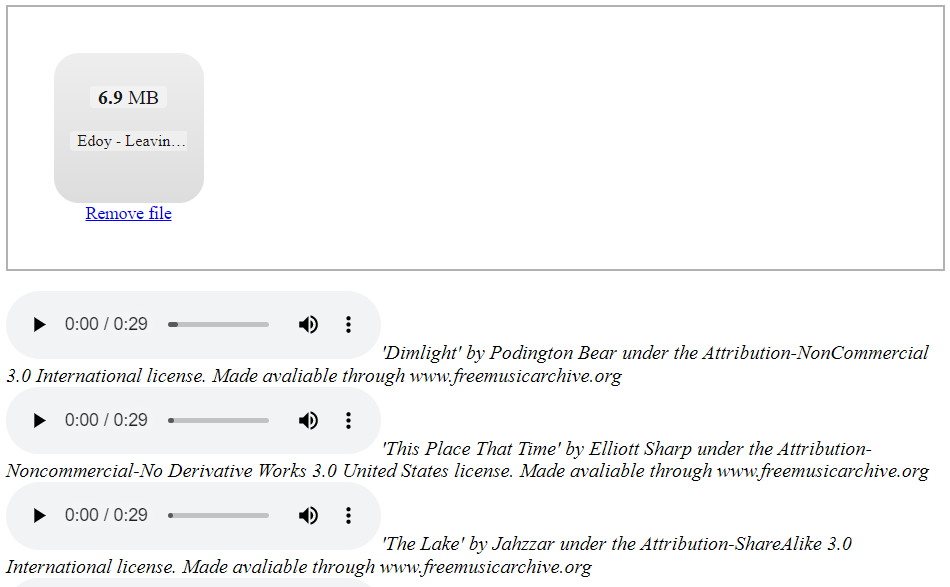 6.9 MB
Edoy - Leavin...
Remove file
0:00 / 0:29
'Dimlight' by Podington Bear under the Attribution-NonCommercial
3.0 International license. Made avaliable through www.freemusicarchive.org
0:00 / 0:29
'This Place That Time' by Elliott Sharp under the Attribution-
Noncommercial-No Derivative Works 3.0 United States license. Made avaliable through www.freemusicarchive.org
0:00 / 0:29
'The Lake' by Jahzzar under the Attribution-ShareAlike 3.0
International license. Made avaliable through www.freemusicarchive.org